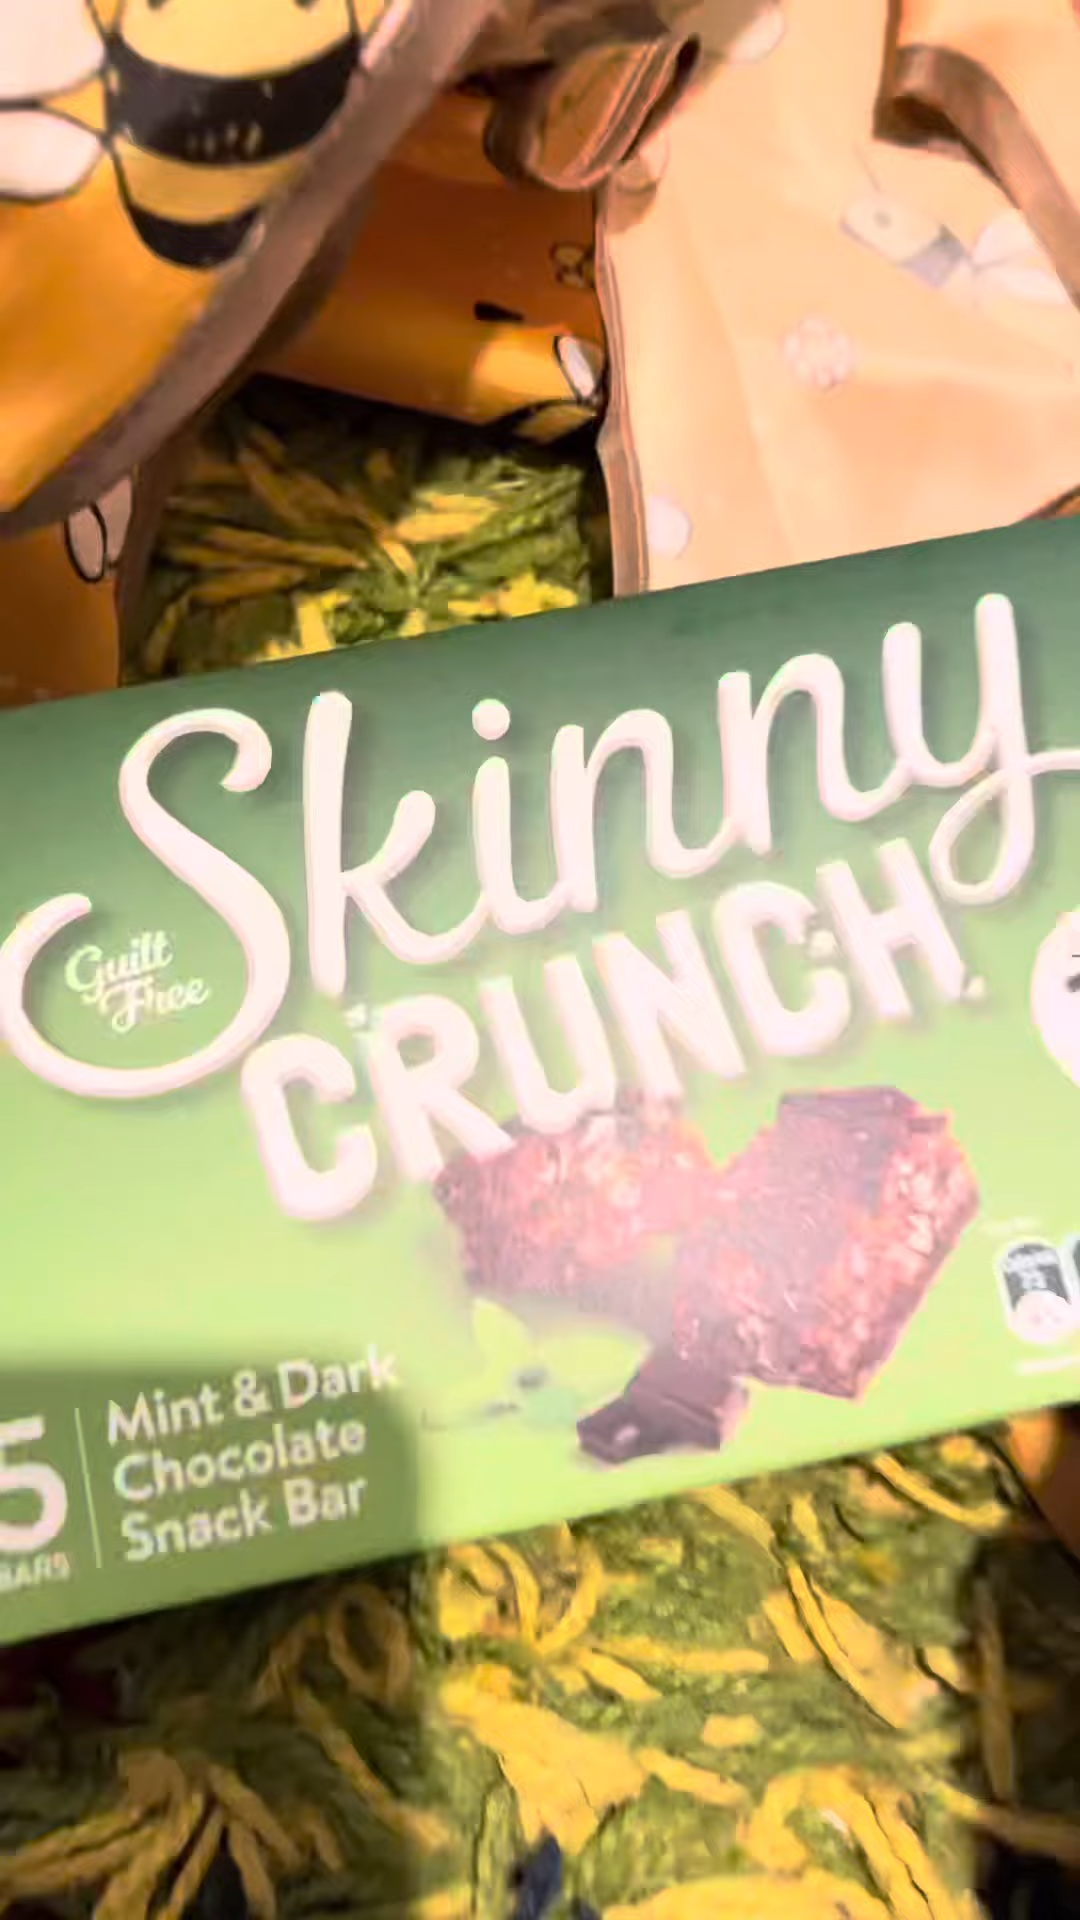 Skinny
Guilt
Free
CRUNCH
5
BARS
Mint & Dark
Chocolate
Snack Bar